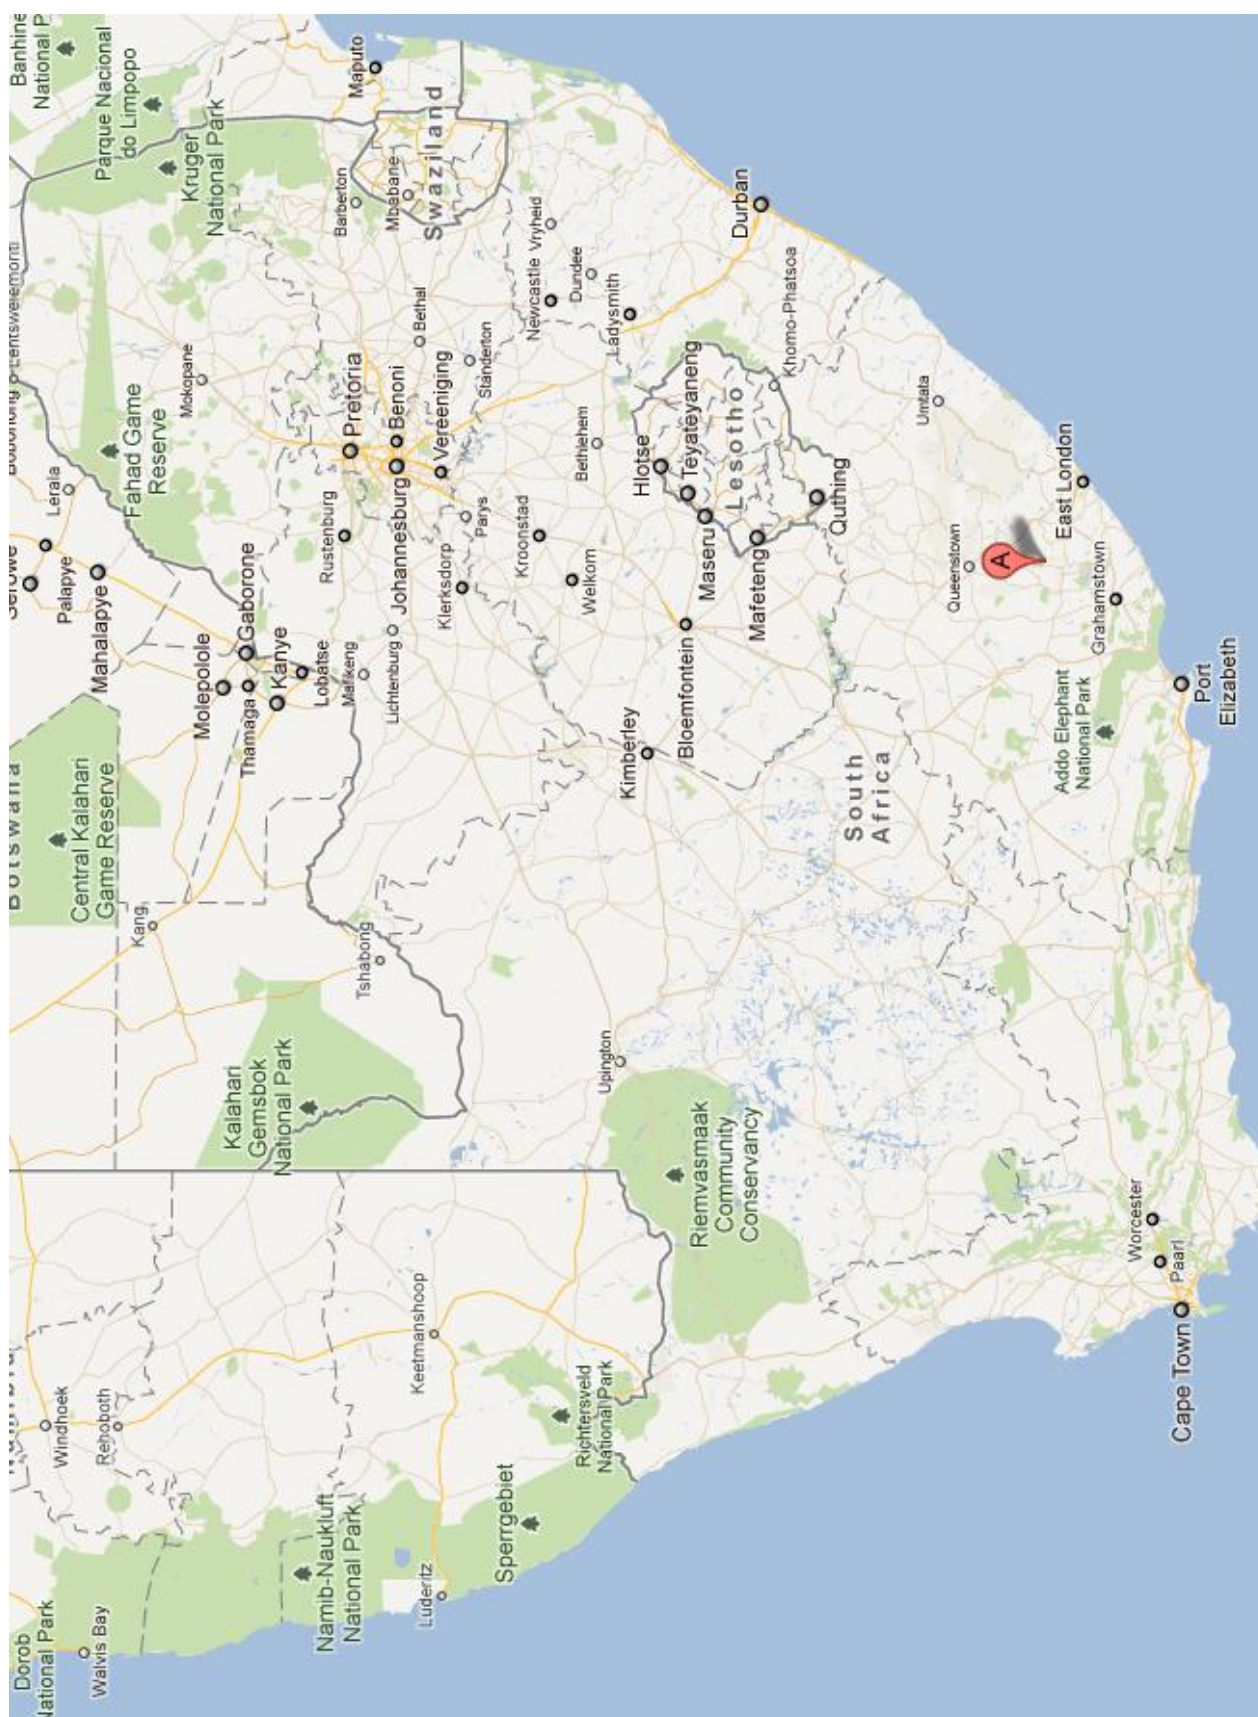 Dorob
National Park
Walvis Bay
Windhoek
Rehoboth
Namib-Naukluft
National Park
Luderitz
Keetmanshoop
Sperrgebiet
Richtersveld
National Park
Botswana
Central Kalahari
Game Reserve
Kang
Tshabong
Kalahari
Gemsbok
National Park
Upington
Riemvasmaak
Community
Conservancy
Serowe
Palapye
Lerala
Mahalapye
Molepolole
Gaborone
Thamaga
Kanye
Lobatse
Mafikeng
Lichtenburg
Fahad Game
Reserve
Mokopane
Banhine
National P
Parque Nacional
do Limpopo
Kruger
National Park
Maputo
Barberton
Mbabane
Swaziland
Rustenburg
Pretoria
Johannesburg
Benoni
Bethal
Vereeniging
Standerton
Klerksdorp
Parys
Kroonstad
Welkom
Bethlehem
Newcastle
Vryheid
Dundee
Ladysmith
Durban
Kimberley
Bloemfontein
Hlotse
Teyateyaneng
Maseru
Lesotho
Mafeteng
Quthing
Khomo-Phatsoa
Umtata
South
Africa
Queenstown
A
East London
Grahamstown
Addo Elephant
National Park
Port
Elizabeth
Worcester
Paarl
Cape Town